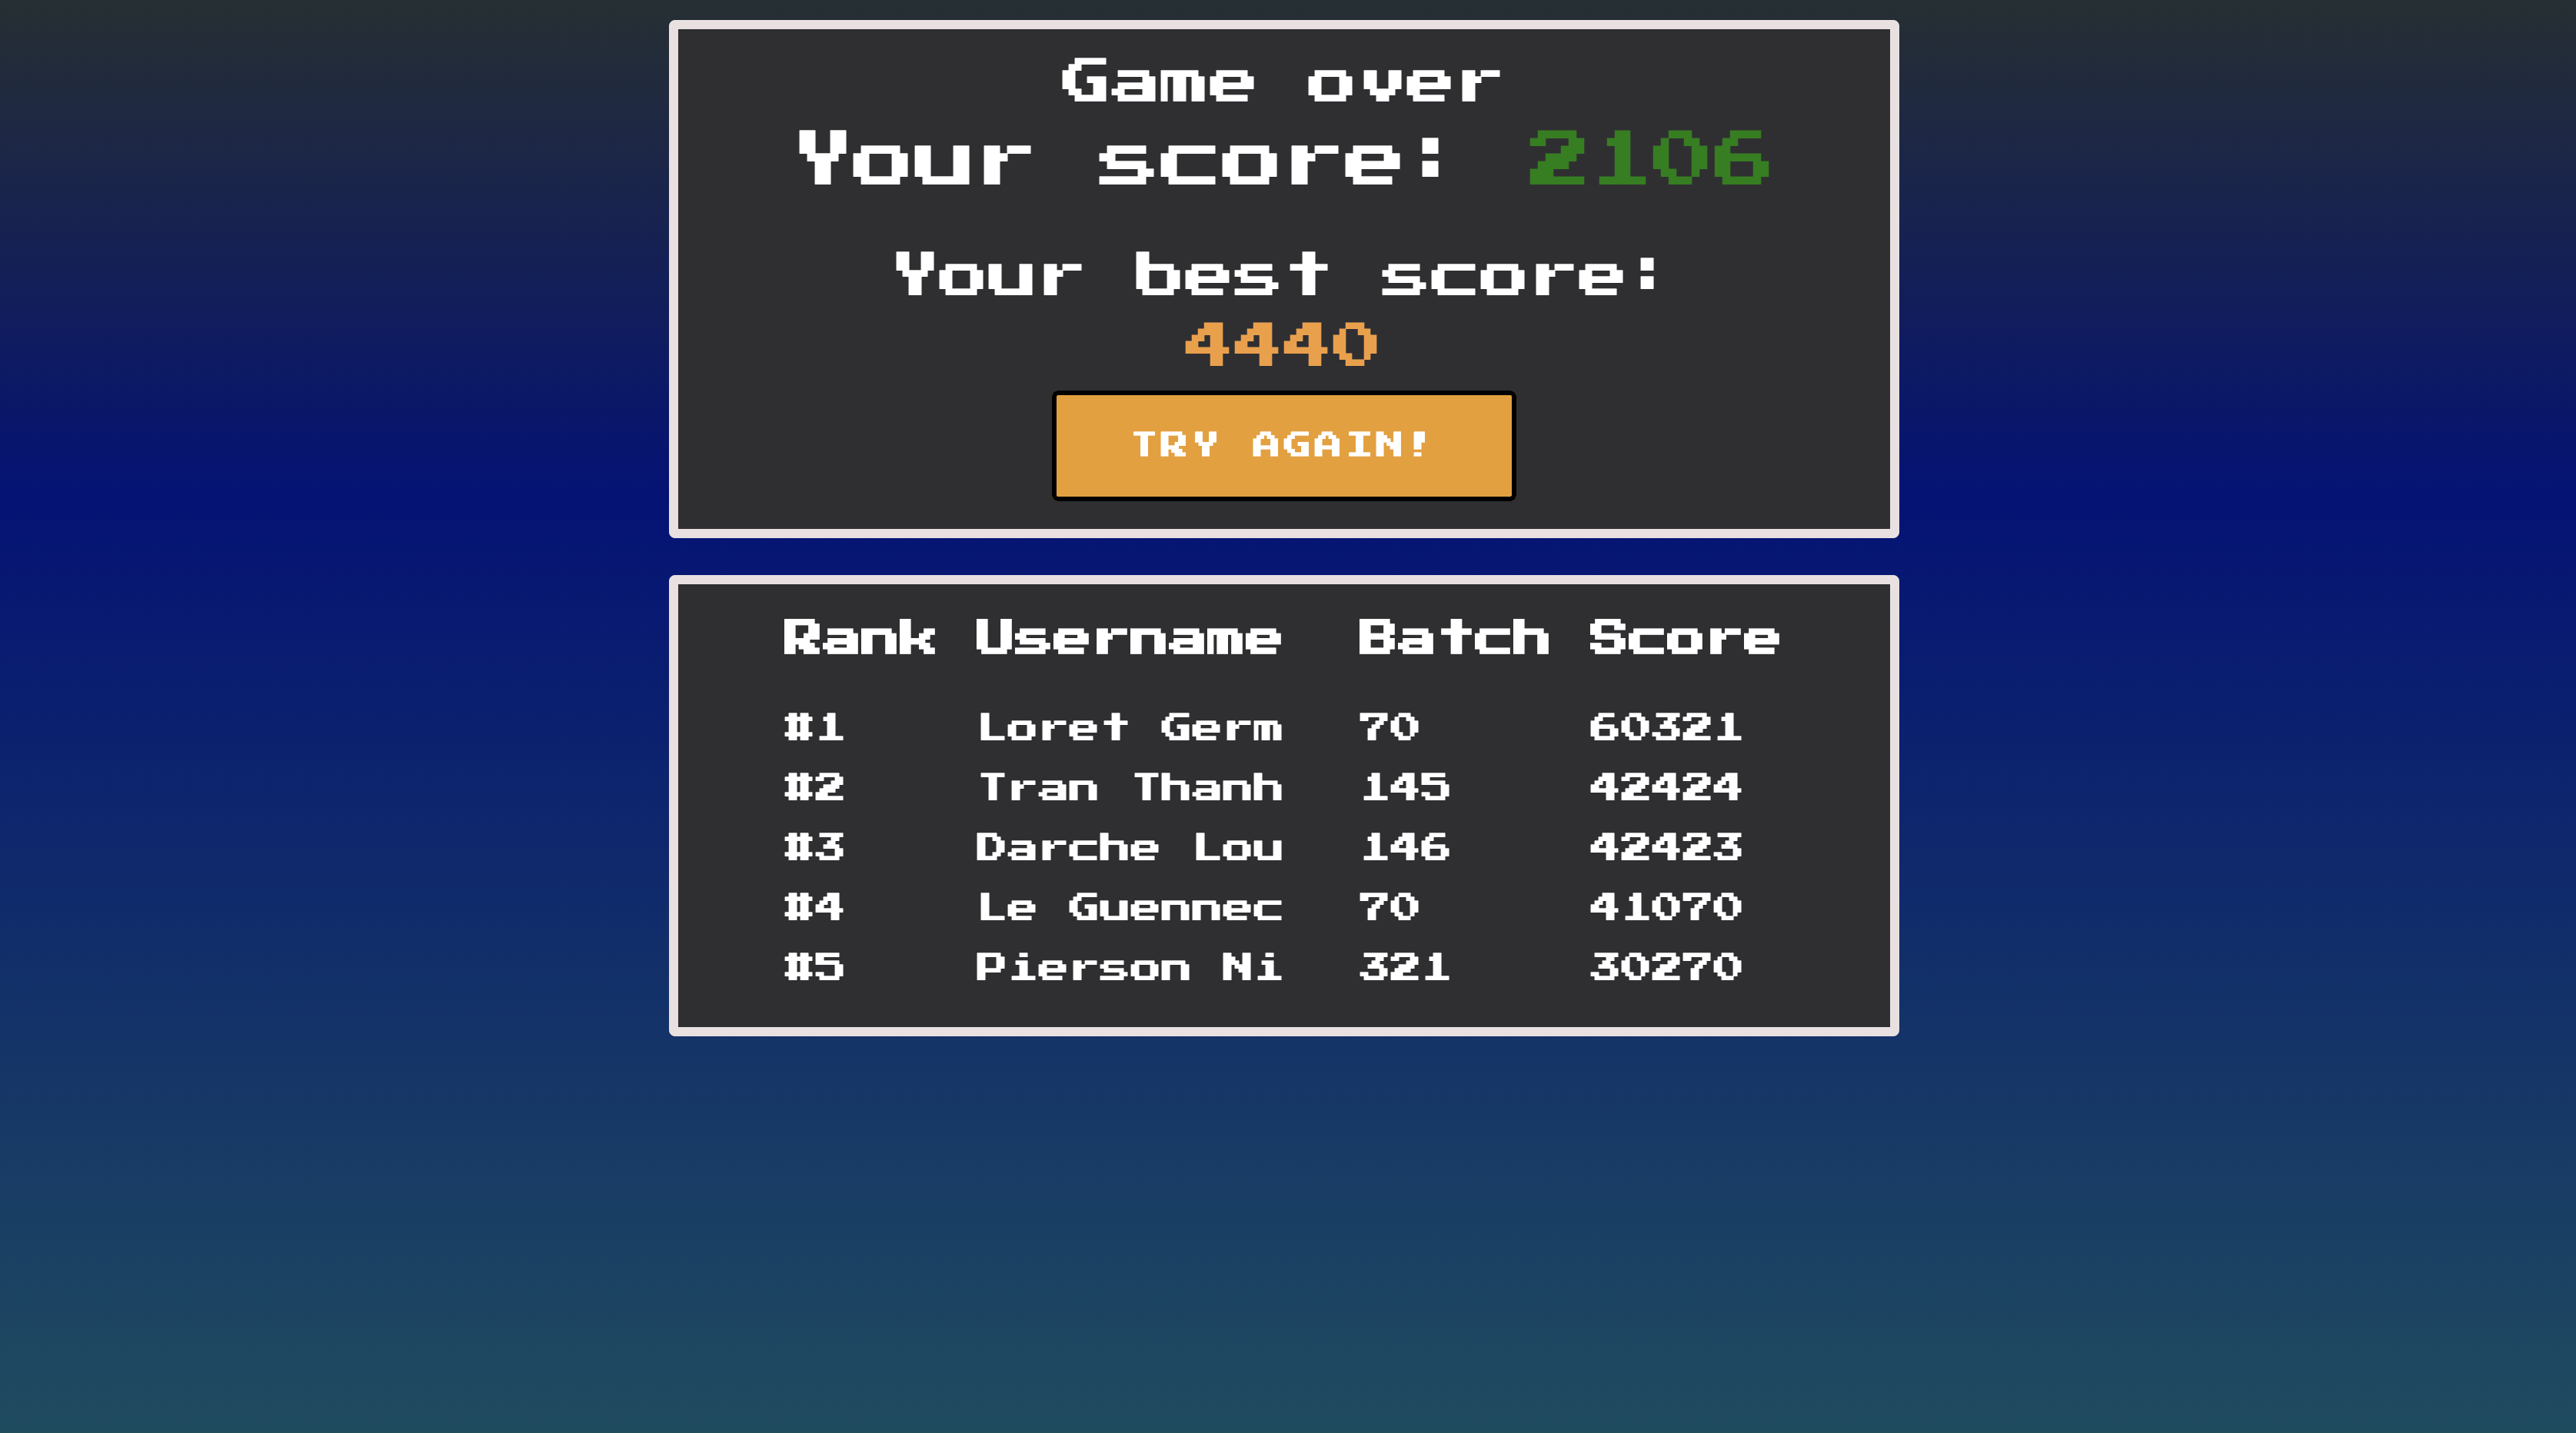 Game over
Your score: 2106
Your best score:
4440
TRY AGAIN!
Rank Username Batch Score
#1 Loret Germ 70 60321
#2 Tran Thanh 145 42424
#3 Darche Lou 146 42423
#4 Le Guennec 70 41070
#5 Pierson Ni 321 30270